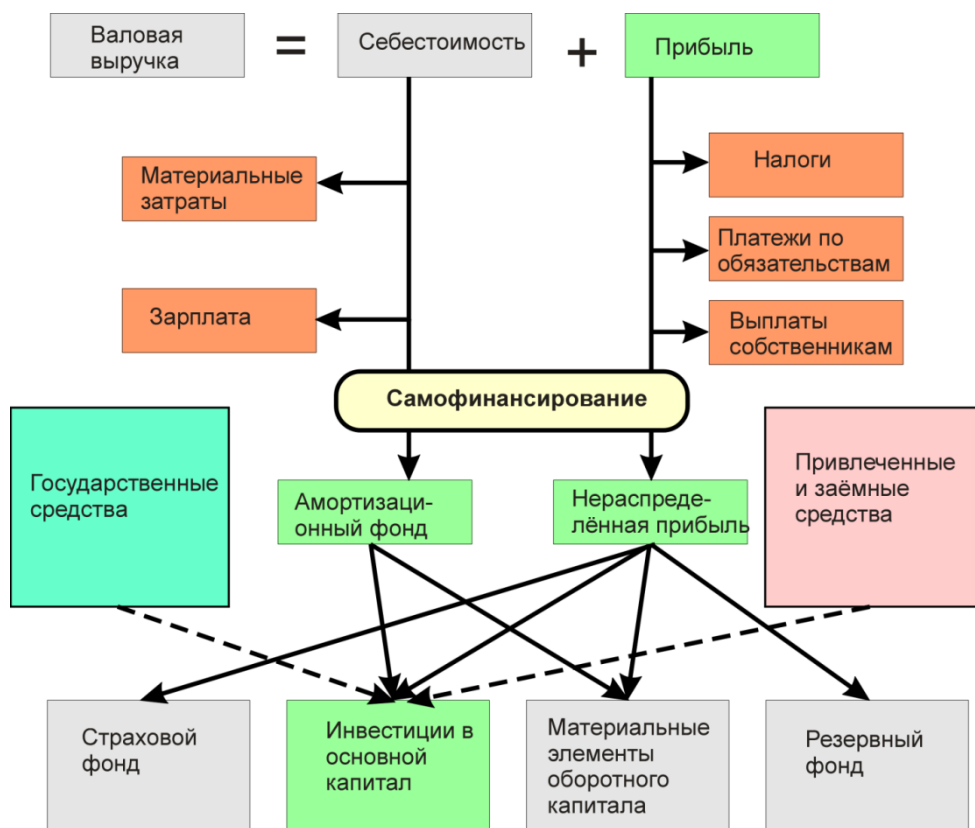 Валовая
выручка
=
Себестоимость
+
Прибыль
Материальные
затраты
Налоги
Платежи по
обязательствам
Зарплата
Выплаты
собственникам
Самофинансирование
Государственные
средства
Амортизаци-
онный фонд
Нераспреде-
лённая прибыль
Привлеченные
и заёмные
средства
Страховой
фонд
Инвестиции в
основной
капитал
Материальные
элементы
оборотного
капитала
Резервный
фонд